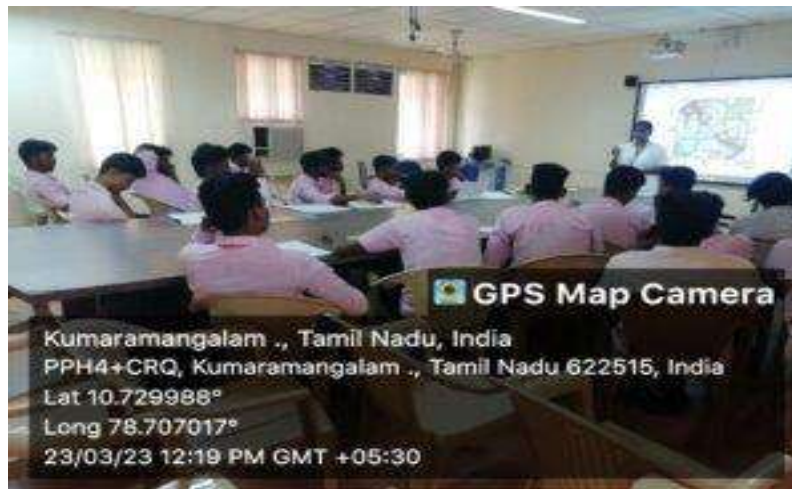 GPS Map Camera
Kumaramangalam ., Tamil Nadu, India
PPH4+CRQ, Kumaramangalam ., Tamil Nadu 622515, India
Lat 10.729988°
Long 78.707017°
23/03/23 12:19 PM GMT +05:30